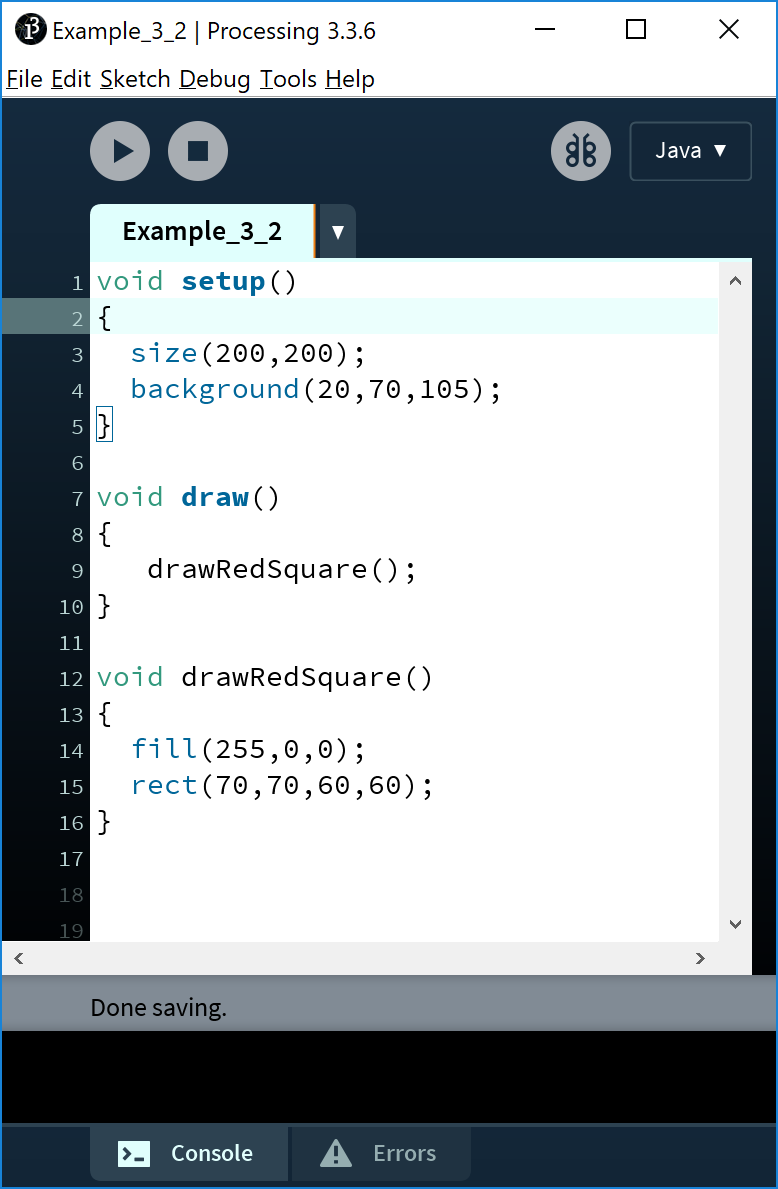 Example_3_2 | Processing 3.3.6
File Edit Sketch Debug Tools Help
Java ▼
Example_3_2 ▼
1 void setup()
2 {
3   size(200,200);
4   background(20,70,105);
5 }
6
7 void draw()
8 {
9    drawRedSquare();
10 }
11
12 void drawRedSquare()
13 {
14   fill(255,0,0);
15   rect(70,70,60,60);
16 }
17
18
19
Done saving.
Console Errors